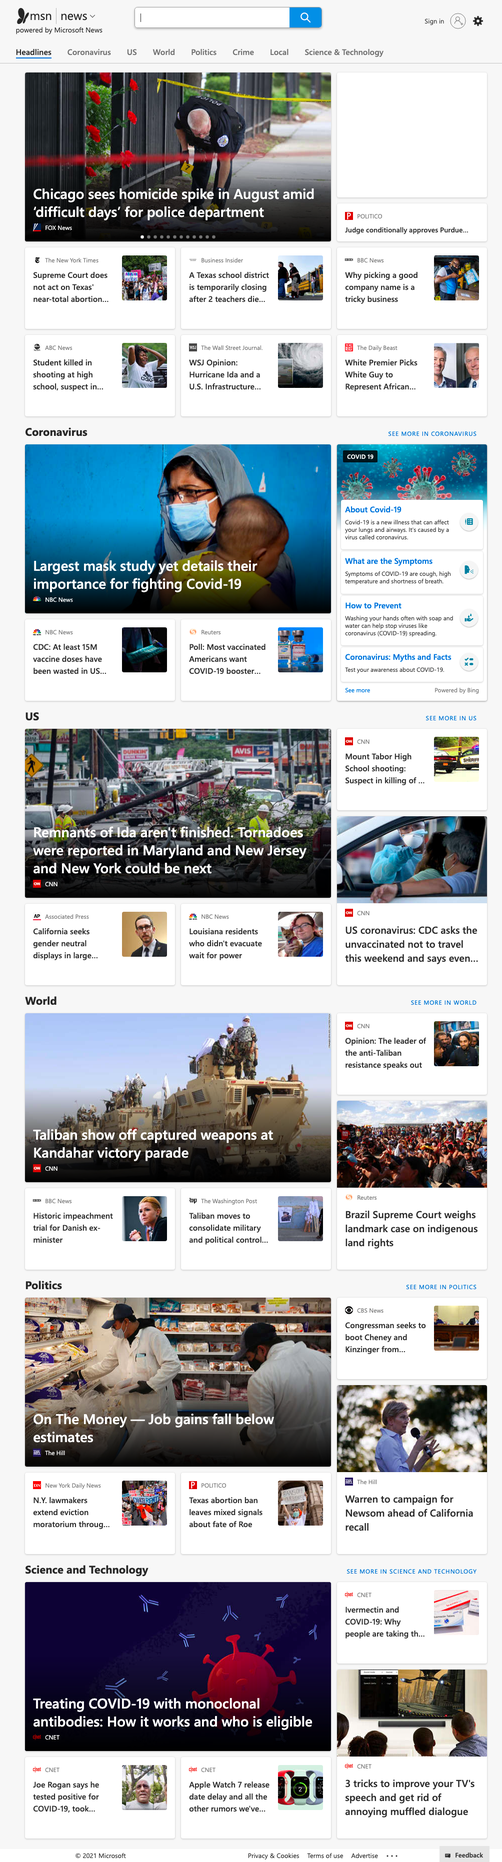 msn news
powered by Microsoft News
Sign in
Headlines Coronavirus US World Politics Crime Local Science & Technology
Chicago sees homicide spike in August amid
‘difficult days’ for police department
FOX News
POLITICO
Judge conditionally approves Purdue...
The New York Times
Supreme Court does
not act on Texas'
near-total abortion...
Business Insider
A Texas school district
is temporarily closing
after 2 teachers die...
BBC News
Why picking a good
company name is a
tricky business
ABC News
Student killed in
shooting at high
school, suspect in...
The Wall Street Journal.
WSJ Opinion:
Hurricane Ida and a
U.S. Infrastructure...
The Daily Beast
White Premier Picks
White Guy to
Represent African...
Coronavirus
SEE MORE IN CORONAVIRUS
Largest mask study yet details their
importance for fighting Covid-19
NBC News
COVID 19
About Covid-19
Covid-19 is a new illness that can affect
your lungs and airways. It's caused by a
virus called coronavirus.
What are the Symptoms
Symptoms of COVID-19 are cough, high
temperature and shortness of breath.
How to Prevent
Washing your hands often with soap and
water can help stop viruses like
coronavirus (COVID-19) spreading.
Coronavirus: Myths and Facts
Test your awareness about COVID-19.
See more
Powered by Bing
NBC News
CDC: At least 15M
vaccine doses have
been wasted in US...
Reuters
Poll: Most vaccinated
Americans want
COVID-19 booster...
US
SEE MORE IN US
AVIS
Remnants of Ida aren't finished. Tornadoes
were reported in Maryland and New Jersey
and New York could be next
CNN
CNN
Mount Tabor High
School shooting:
Suspect in killing of ...
CNN
US coronavirus: CDC asks the
unvaccinated not to travel
this weekend and says even...
AP Associated Press
California seeks
gender neutral
displays in large...
NBC News
Louisiana residents
who didn't evacuate
wait for power
World
SEE MORE IN WORLD
Taliban show off captured weapons at
Kandahar victory parade
CNN
CNN
Opinion: The leader of
the anti-Taliban
resistance speaks out
Reuters
Brazil Supreme Court weighs
landmark case on indigenous
land rights
BBC News
Historic impeachment
trial for Danish ex-
minister
wp The Washington Post
Taliban moves to
consolidate military
and political control...
Politics
SEE MORE IN POLITICS
On The Money — Job gains fall below
estimates
The Hill
CBS News
Congressman seeks to
boot Cheney and
Kinzinger from...
The Hill
Warren to campaign for
Newsom ahead of California
recall
New York Daily News
N.Y. lawmakers
extend eviction
moratorium throug...
POLITICO
Texas abortion ban
leaves mixed signals
about fate of Roe
Science and Technology
SEE MORE IN SCIENCE AND TECHNOLOGY
Treating COVID-19 with monoclonal
antibodies: How it works and who is eligible
CNET
CNET
Ivermectin and
COVID-19: Why
people are taking th...
CNET
3 tricks to improve your TV's
speech and get rid of
annoying muffled dialogue
CNET
Joe Rogan says he
tested positive for
COVID-19, took...
CNET
Apple Watch 7 release
date delay and all the
other rumors we've...
© 2021 Microsoft
Privacy & Cookies Terms of use Advertise ...
Feedback